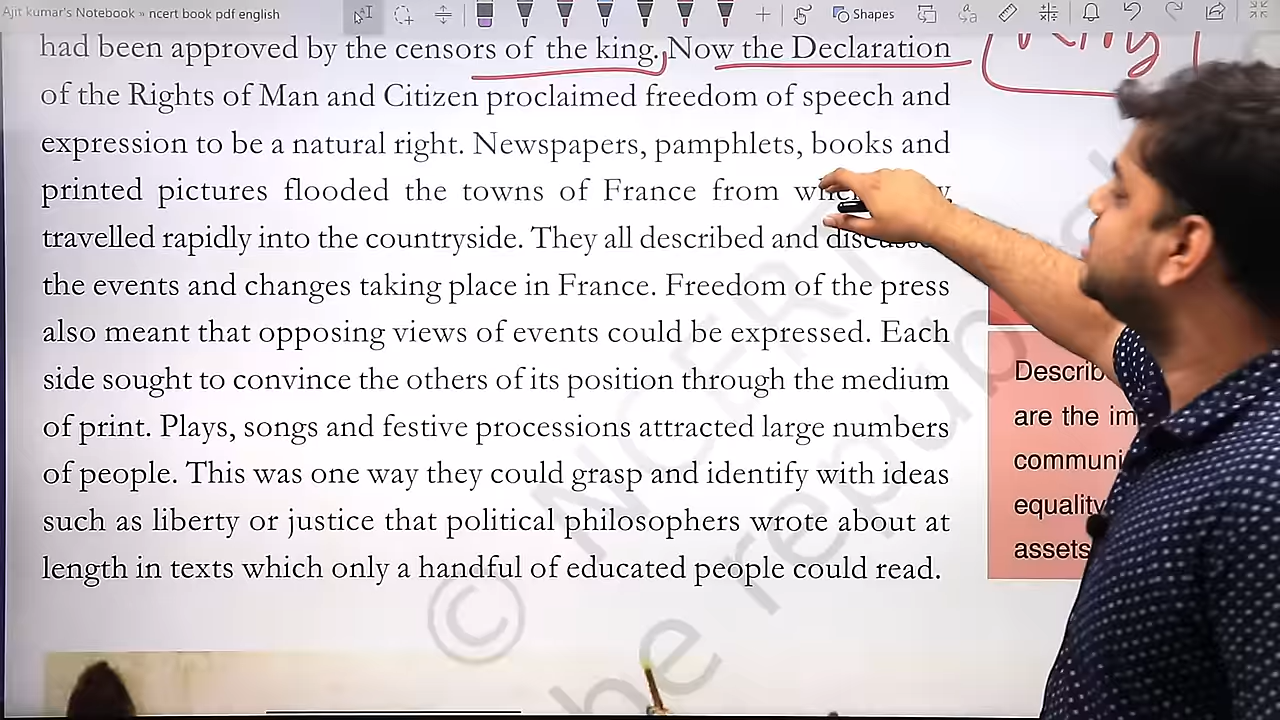 Ajit kumar's Notebook » ncert book pdf english
Shapes
had been approved by the censors of the king. Now the Declaration
King
of the Rights of Man and Citizen proclaimed freedom of speech and
expression to be a natural right. Newspapers, pamphlets, books and
printed pictures flooded the towns of France from
travelled rapidly into the countryside. They all described and
the events and changes taking place in France. Freedom of the press
also meant that opposing views of events could be expressed. Each
side sought to convince the others of its position through the medium
of print. Plays, songs and festive processions attracted large numbers
of people. This was one way they could grasp and identify with ideas
such as liberty or justice that political philosophers wrote about at
length in texts which only a handful of educated people could read.
are the
equality
assets
© NCERT
be republish